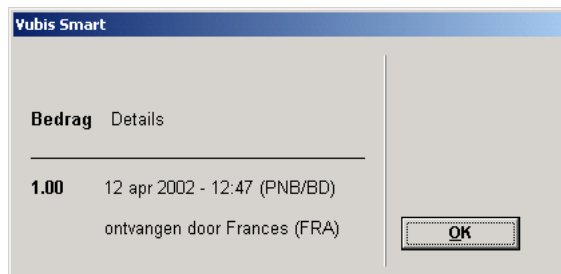 Vubis Smart
Bedrag Details
1.00 12 apr 2002 - 12:47 (PNB/BD)
ontvangen door Frances (FRA)
OK